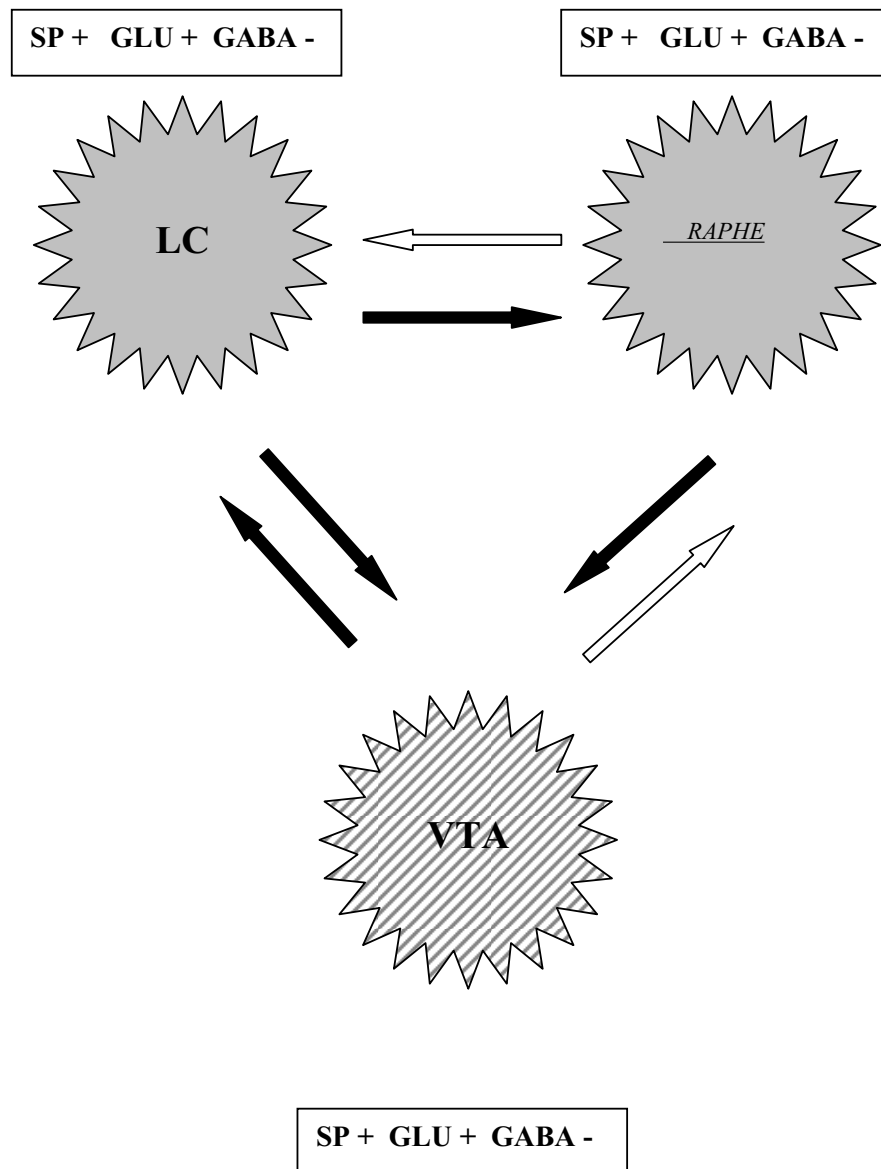 SP + GLU + GABA -
SP + GLU + GABA -
LC
RAPHE
VTA
SP + GLU + GABA -